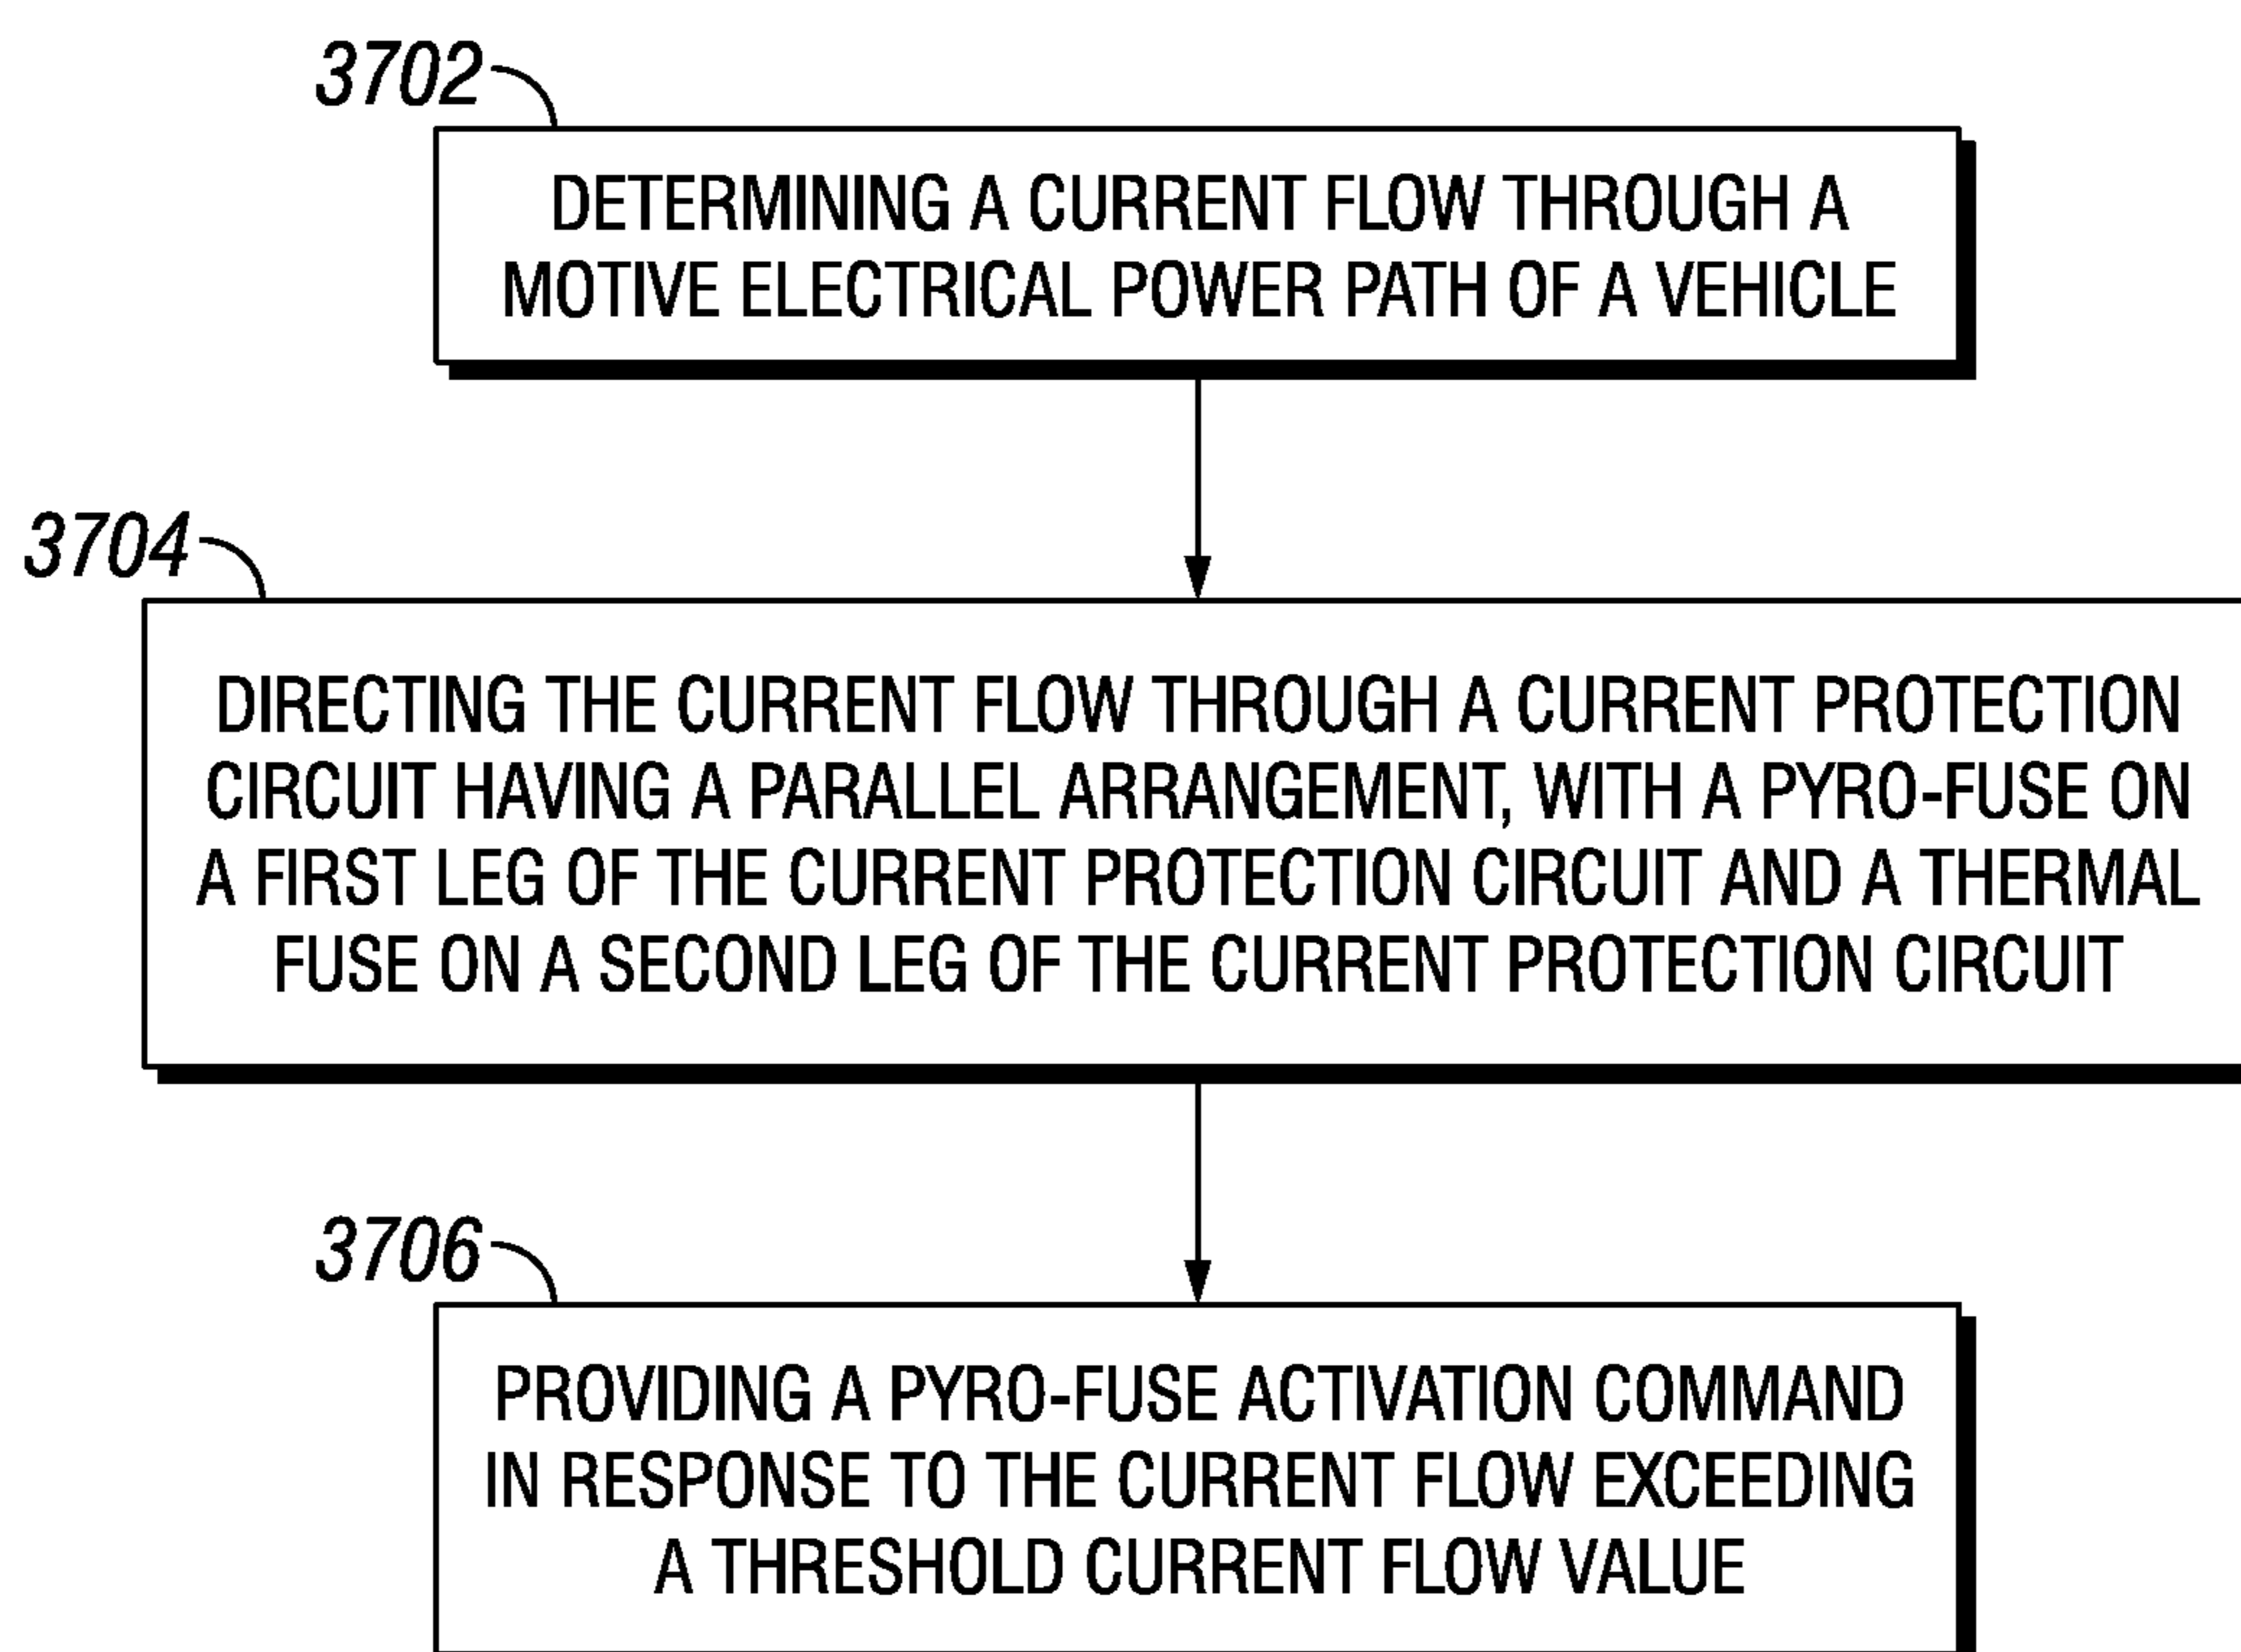 3702
DETERMINING A CURRENT FLOW THROUGH A
MOTIVE ELECTRICAL POWER PATH OF A VEHICLE
3704
DIRECTING THE CURRENT FLOW THROUGH A CURRENT PROTECTION
CIRCUIT HAVING A PARALLEL ARRANGEMENT, WITH A PYRO-FUSE ON
A FIRST LEG OF THE CURRENT PROTECTION CIRCUIT AND A THERMAL
FUSE ON A SECOND LEG OF THE CURRENT PROTECTION CIRCUIT
3706
PROVIDING A PYRO-FUSE ACTIVATION COMMAND
IN RESPONSE TO THE CURRENT FLOW EXCEEDING
A THRESHOLD CURRENT FLOW VALUE